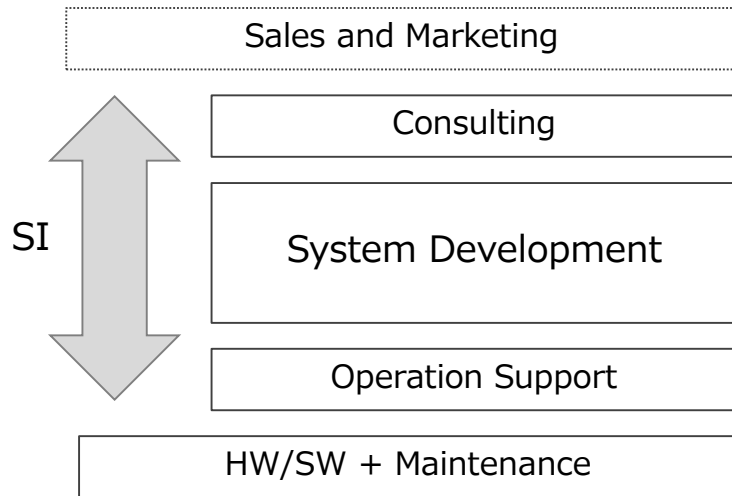 Sales and Marketing
Consulting
SI
System Development
Operation Support
HW/SW + Maintenance